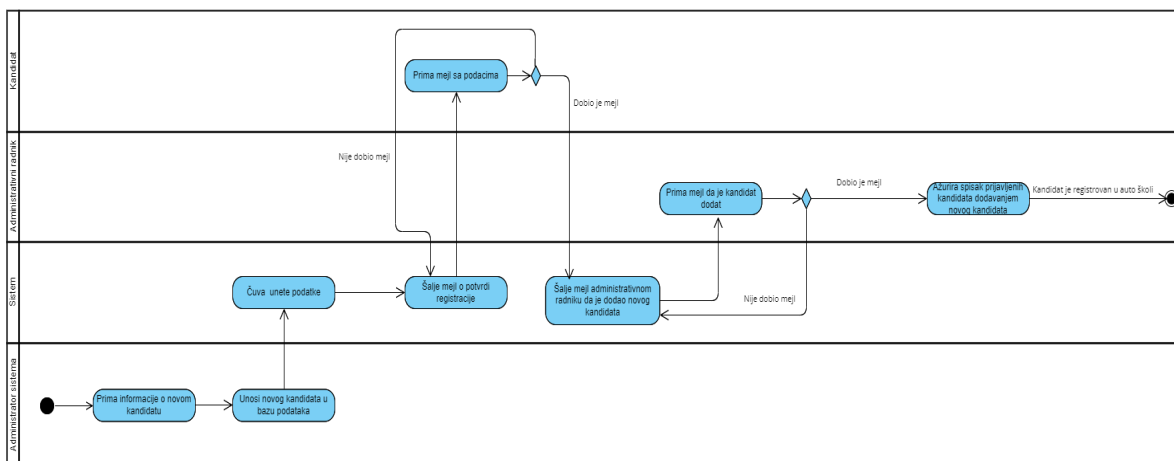 Kandidat
Prima mejl sa podacima
Dobio je mejl
Nije dobio mejl
Administrativni radnik
Prima mejl da je kandidat
dodat
Dobio je mejl
Ažurira spisak prijavljenih
kandidata dodavanjem
novog kandidata
Kandidat je registrovan u auto školi
Sistem
Čuva unete podatke
Šalje mejl o potvrdi
registracije
Šalje mejl administrativnom
radniku da je dodao novog
kandidata
Nije dobio mejl
Administrator sistema
Prima informacije o novom
kandidatu
Unosi novog kandidata u
bazu podataka